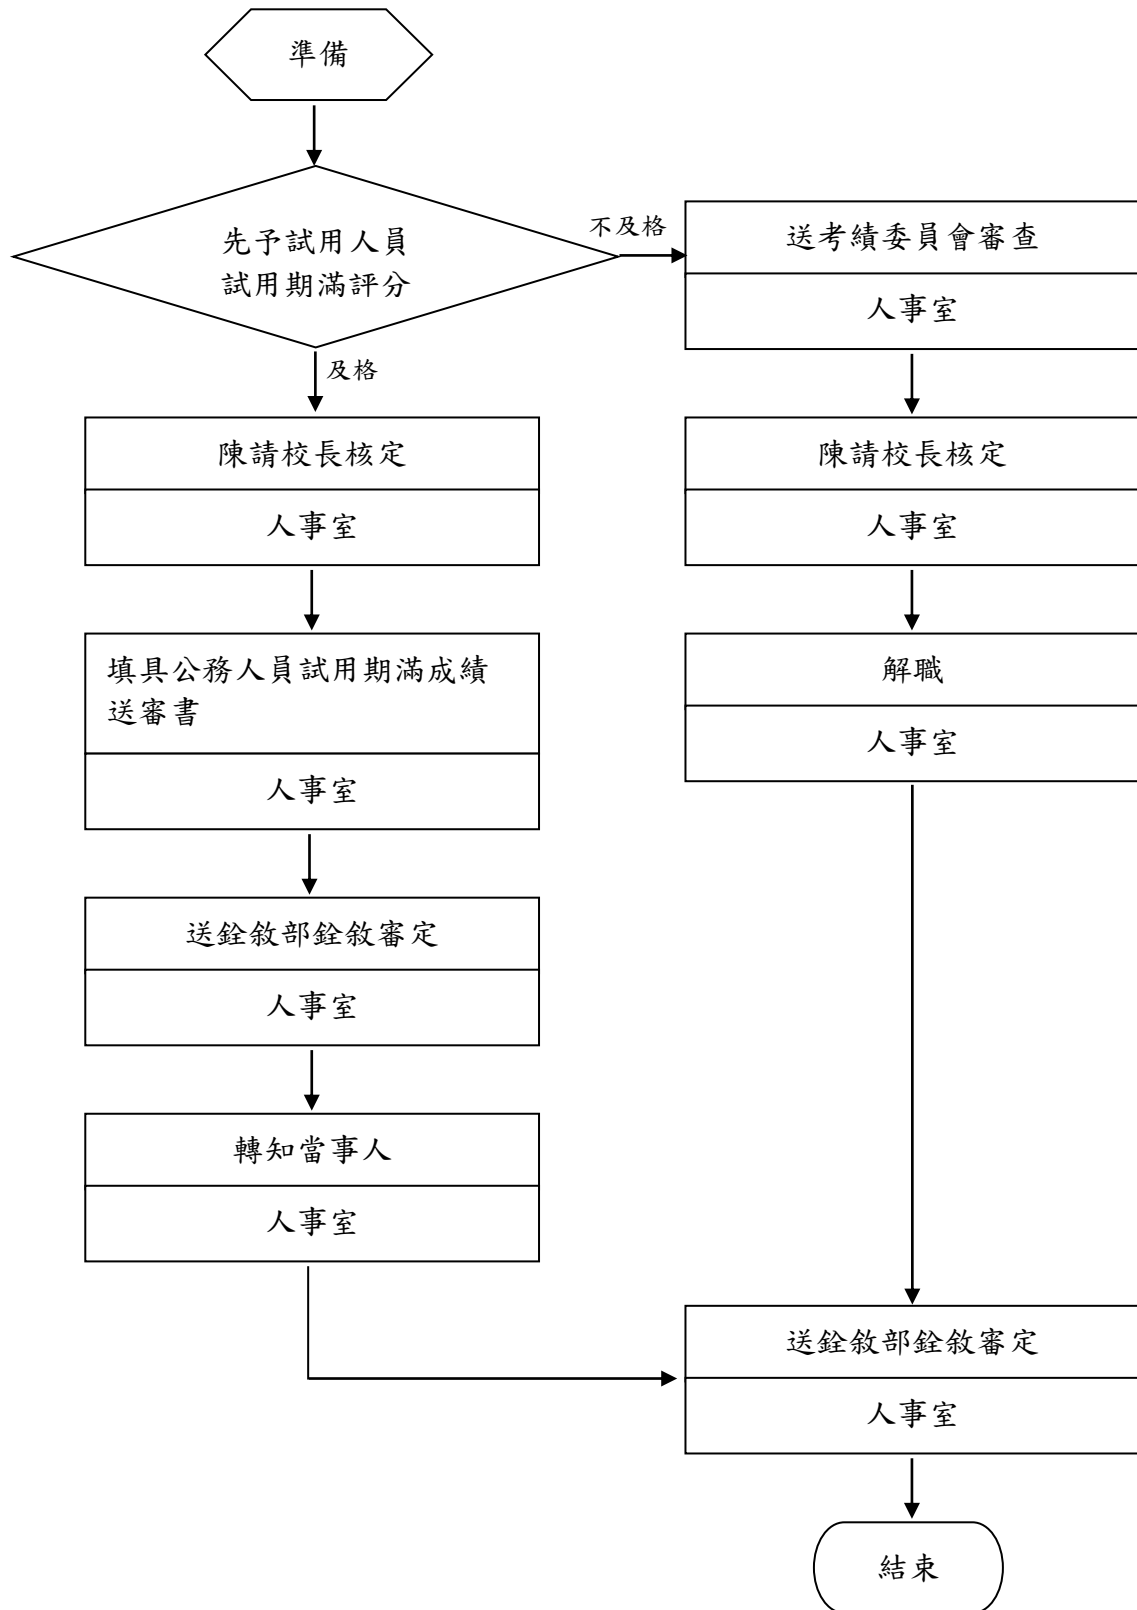 準備
先予試用人員
試用期滿評分
不及格
送考績委員會審查
人事室
及格
陳請校長核定
人事室
陳請校長核定
人事室
填具公務人員試用期滿成績
送審書
人事室
解職
人事室
送銓敘部銓敘審定
人事室
轉知當事人
人事室
送銓敘部銓敘審定
人事室
結束